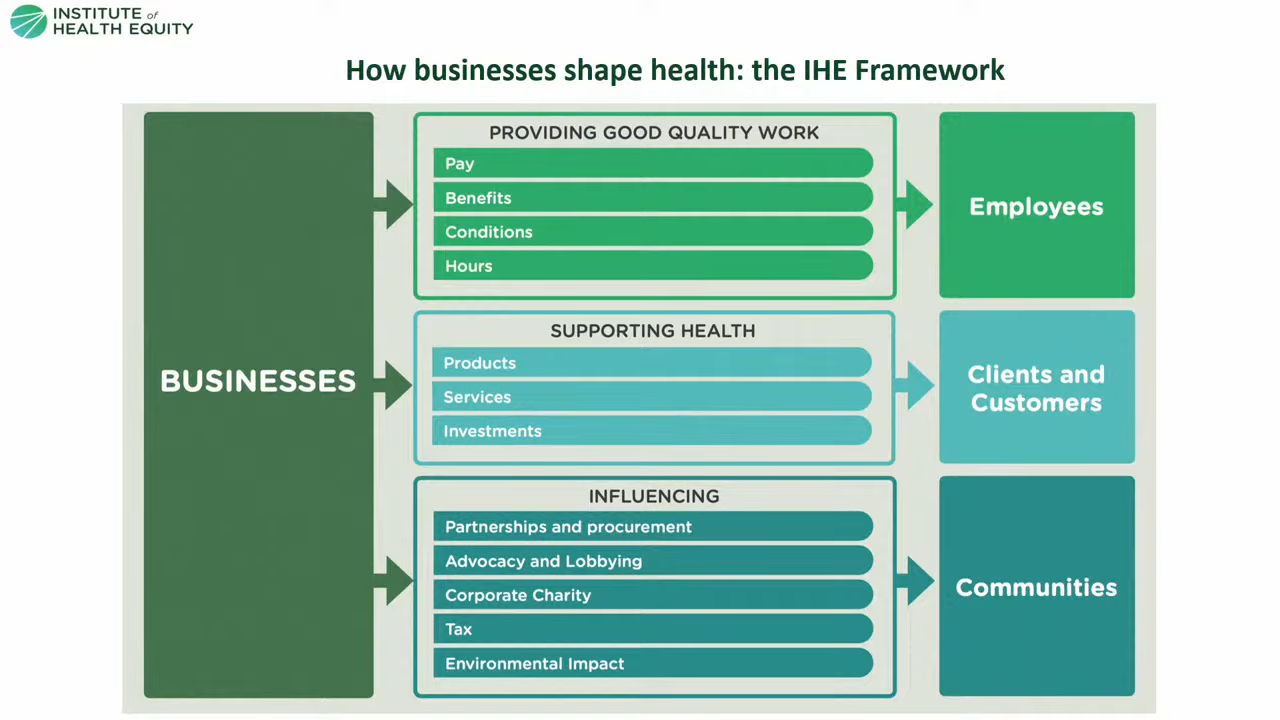 INSTITUTE of
HEALTH EQUITY
How businesses shape health: the IHE Framework
BUSINESSES
PROVIDING GOOD QUALITY WORK
Pay
Benefits
Conditions
Hours
Employees
SUPPORTING HEALTH
Products
Services
Investments
Clients and
Customers
INFLUENCING
Partnerships and procurement
Advocacy and Lobbying
Corporate Charity
Tax
Environmental Impact
Communities